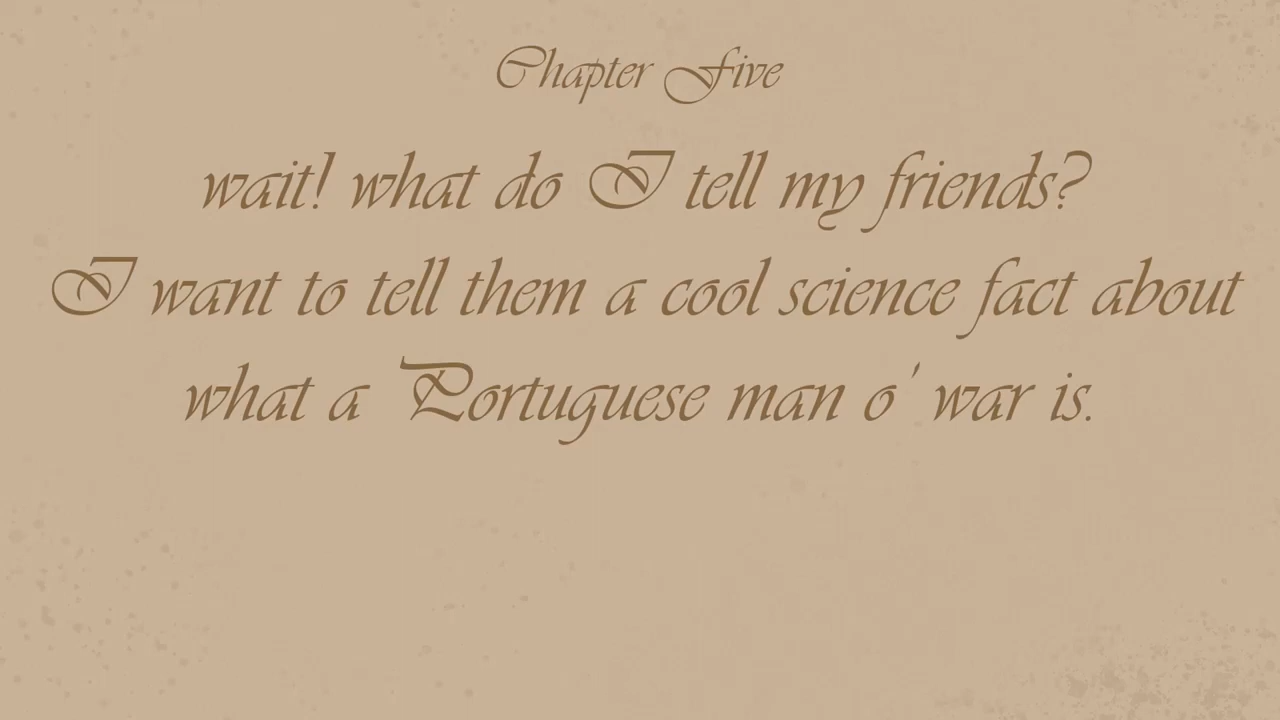 Chapter Five
wait! what do I tell my friends?
I want to tell them a cool science fact about
what a Portuguese man o' war is.